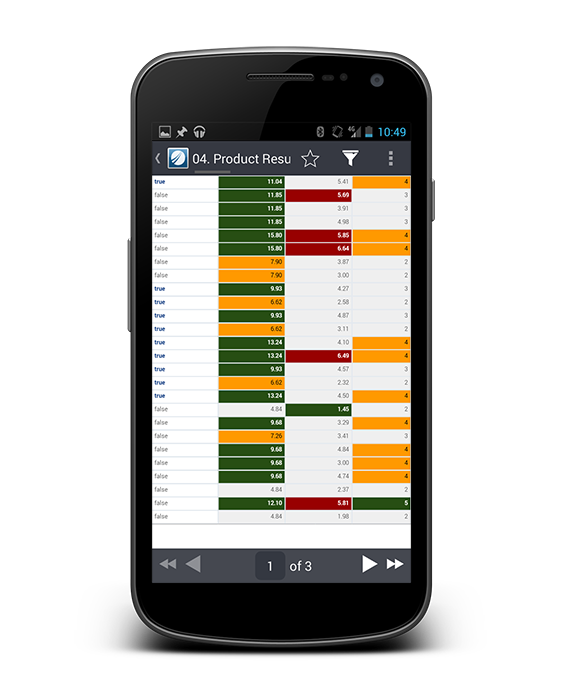 10:49
04. Product Resu
true 11.04 5.41 4
false 11.85 5.69 3
false 11.85 3.91 3
false 11.85 4.98 3
false 15.80 5.85 4
false 15.80 6.64 4
false 7.90 3.87 2
false 7.90 3.00 2
true 9.93 4.27 3
true 6.62 2.58 2
true 9.93 4.87 3
true 6.62 3.11 2
true 13.24 4.10 4
true 13.24 6.49 4
true 9.93 4.57 3
true 6.62 2.32 2
true 13.24 4.50 4
false 4.84 1.45 2
false 9.68 3.29 4
false 7.26 3.41 3
false 9.68 4.84 4
false 9.68 3.00 4
false 9.68 4.74 4
false 4.84 2.37 2
false 12.10 5.81 5
false 4.84 1.98 2
1 of 3